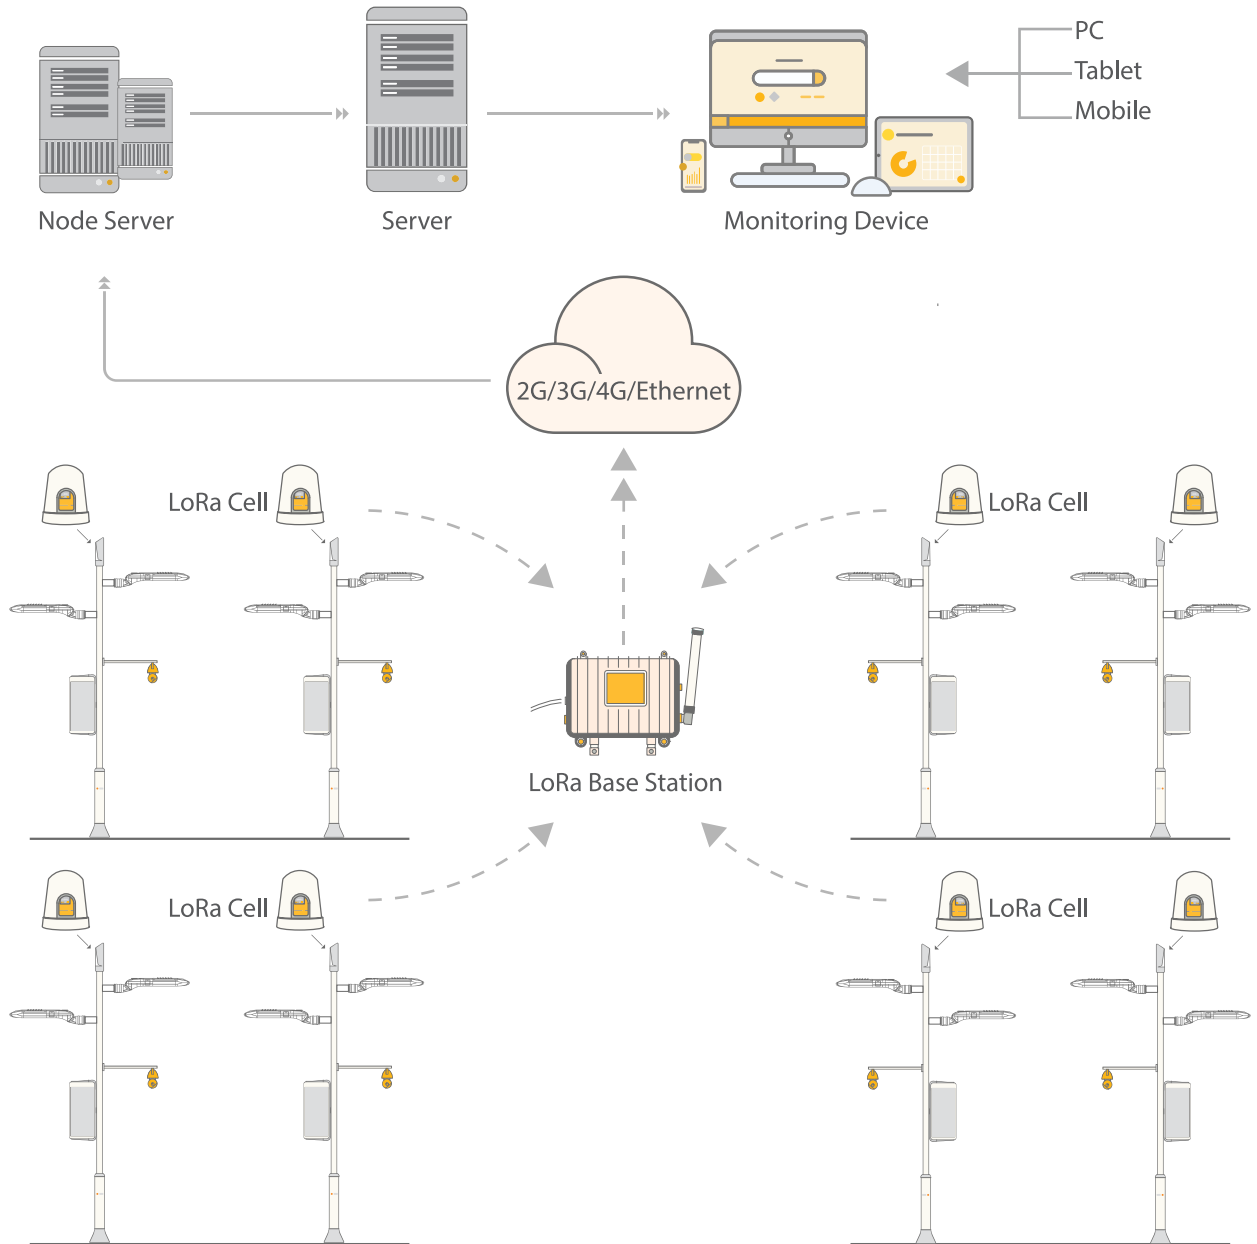 PC
Tablet
Mobile
Node Server
Server
Monitoring Device
2G/3G/4G/Ethernet
LoRa Cell
LoRa Cell
LoRa Base Station
LoRa Cell
LoRa Cell